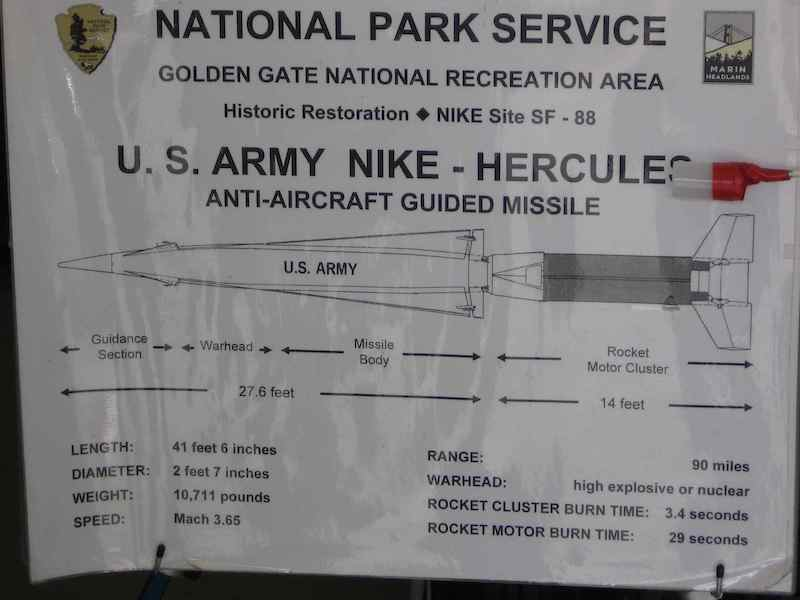 NATIONAL PARK SERVICE
MARIN
HEADLANDS
GOLDEN GATE NATIONAL RECREATION AREA
Historic Restoration ◆ NIKE Site SF - 88
U. S. ARMY NIKE - HERCULES
ANTI-AIRCRAFT GUIDED MISSILE
U.S. ARMY
Guidance
Section
Warhead
Missile
Body
Rocket
Motor Cluster
27.6 feet
14 feet
LENGTH: 41 feet 6 inches
DIAMETER: 2 feet 7 inches
WEIGHT: 10,711 pounds
SPEED: Mach 3.65
RANGE: 90 miles
WARHEAD: high explosive or nuclear
ROCKET CLUSTER BURN TIME: 3.4 seconds
ROCKET MOTOR BURN TIME: 29 seconds